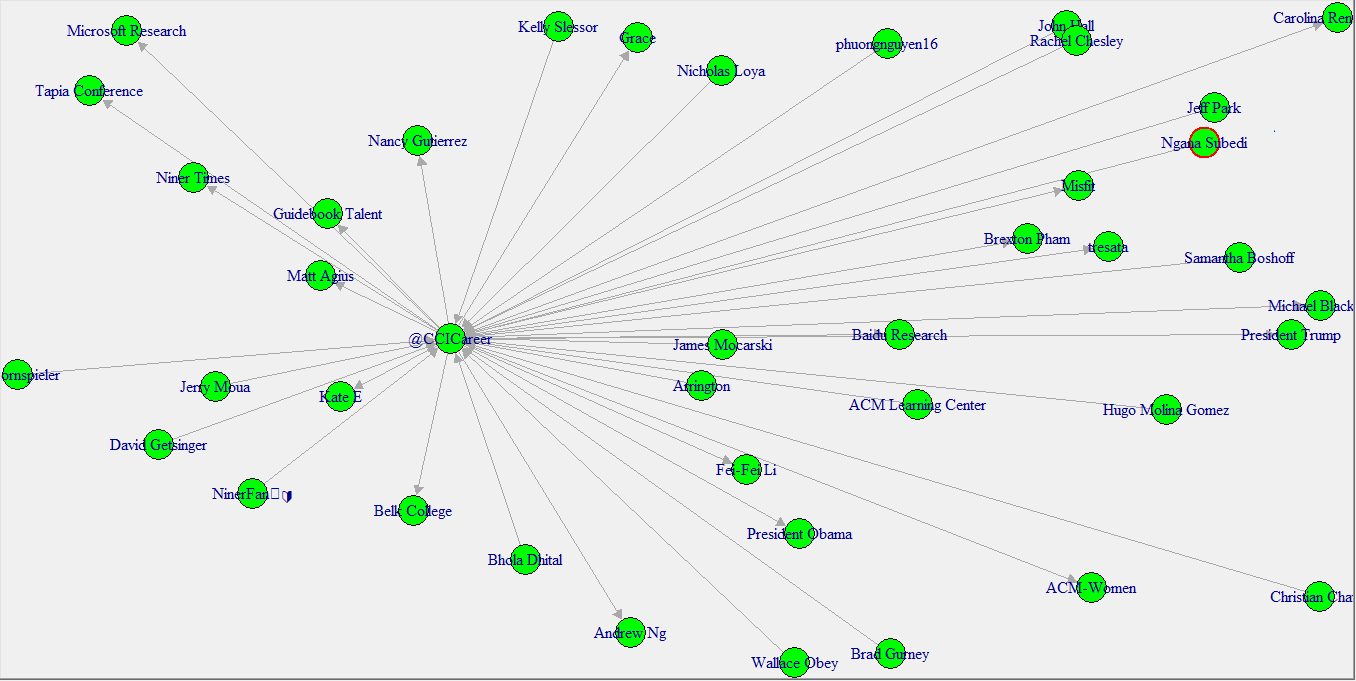 Carolina Ren
Kelly Slessor
John Hall
Microsoft Research
Grace
Rachel Chesley
phuongnguyen16
Nicholas Loya
Tapia Conference
Jeff Park
Nancy Gutierrez
Ngana Subedi
Niner Times
Misfit
Guidebook Talent
Brexton Pham
tresata
Samantha Boshoff
Matt Agius
Michael Black
@CCICareer
James Mocarski
Baidu Research
President Trump
ornspieler
Jerry Moua
Kate E
Arrington
ACM Learning Center
Hugo Molina Gomez
David Getsinger
Fei-Fei Li
NinerFan
Belk College
President Obama
Bhola Dhital
ACM-Women
Christian Cha
Andrew Ng
Wallace Obey
Brad Gurney